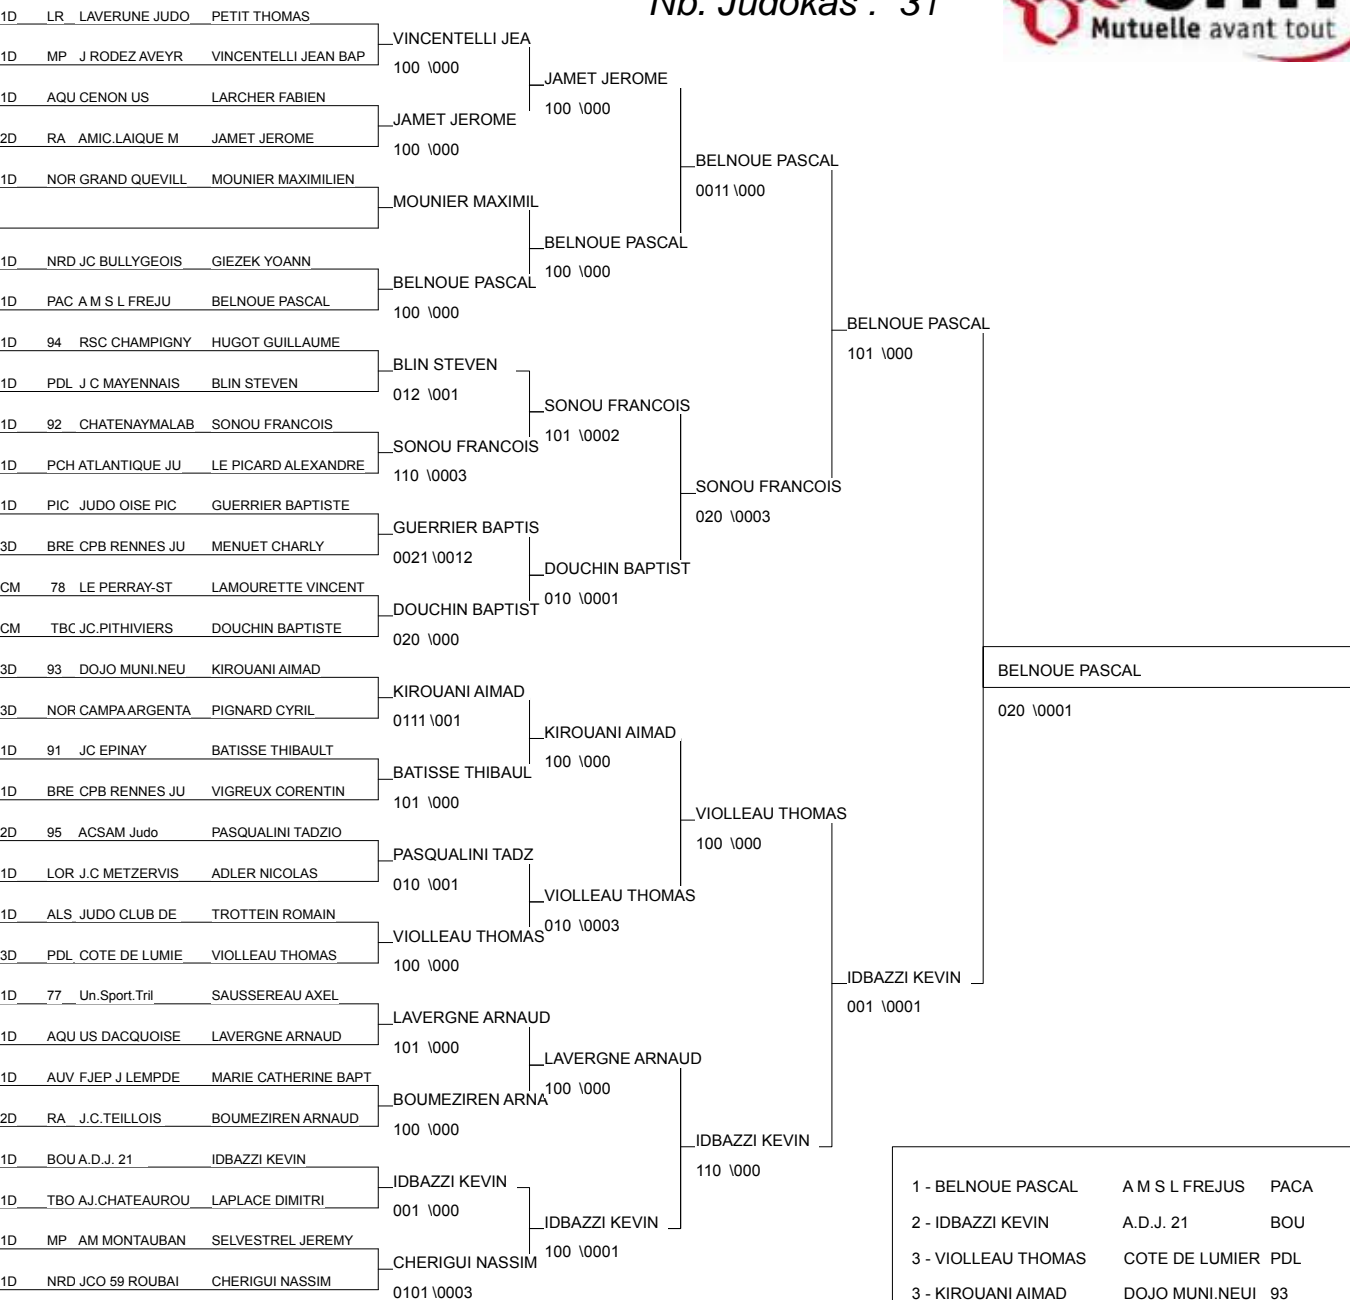 Nb. Judokas : 31
Mutuelle avant tout
1D LR LAVERUNE JUDO PETIT THOMAS
VINCENTELLI JEA
1D MP J RODEZ AVEYR VINCENTELLI JEAN BAP
100 \000
JAMET JEROME
1D AQU CENON US LARCHER FABIEN
100 \000
JAMET JEROME
2D RA AMIC.LAIQUE M JAMET JEROME
100 \000
BELNOUE PASCAL
1D NOR GRAND QUEVILL MOUNIER MAXIMILIEN
0011 \000
MOUNIER MAXIMIL
BELNOUE PASCAL
1D NRD JC BULLYGEOIS GIEZEK YOANN
100 \000
BELNOUE PASCAL
1D PAC A M S L FREJU BELNOUE PASCAL
100 \000
BELNOUE PASCAL
1D 94 RSC CHAMPIGNY HUGOT GUILLAUME
101 \000
BLIN STEVEN
1D PDL J C MAYENNAIS BLIN STEVEN
012 \001
SONOU FRANCOIS
1D 92 CHATENAYMALAB SONOU FRANCOIS
101 \0002
SONOU FRANCOIS
1D PCH ATLANTIQUE JU LE PICARD ALEXANDRE
110 \0003
SONOU FRANCOIS
1D PIC JUDO OISE PIC GUERRIER BAPTISTE
020 \0003
GUERRIER BAPTIS
3D BRE CPB RENNES JU MENUET CHARLY
0021 \0012
DOUCHIN BAPTIST
CM 78 LE PERRAY-ST LAMOURETTE VINCENT
010 \0001
DOUCHIN BAPTIST
CM TBO JC.PITHIVIERS DOUCHIN BAPTISTE
020 \000
3D 93 DOJO MUNI.NEU KIROUANI AIMAD
BELNOUE PASCAL
KIROUANI AIMAD
3D NOR CAMPA ARGENTA PIGNARD CYRIL
020 \0001
0111 \001
KIROUANI AIMAD
1D 91 JC EPINAY BATISSE THIBAULT
100 \000
BATISSE THIBAUL
1D BRE CPB RENNES JU VIGREUX CORENTIN
101 \000
VIOLLEAU THOMAS
2D 95 ACSAM Judo PASQUALINI TADZIO
100 \000
PASQUALINI TADZ
1D LOR J.C METZERVIS ADLER NICOLAS
010 \001
VIOLLEAU THOMAS
1D ALS JUDO CLUB DE TROTTEIN ROMAIN
010 \0003
VIOLLEAU THOMAS
3D PDL COTE DE LUMIE VIOLLEAU THOMAS
100 \000
IDBAZZI KEVIN
1D 77 Un.Sport.Tril SAUSSEREAU AXEL
001 \0001
LAVERGNE ARNAUD
1D AQU US DACQUOISE LAVERGNE ARNAUD
101 \000
LAVERGNE ARNAUD
1D AUV FJEP J LEMPDE MARIE CATHERINE BAPT
100 \000
BOUMEZIREN ARNA
2D RA J.C.TEILLOIS BOUMEZIREN ARNAUD
100 \000
IDBAZZI KEVIN
1D BOU A.D.J. 21 IDBAZZI KEVIN
110 \000
IDBAZZI KEVIN
1 - BELNOUE PASCAL A M S L FREJUS PACA
1D TBO AJ.CHATEAUROU LAPLACE DIMITRI
001 \000
IDBAZZI KEVIN
2 - IDBAZZI KEVIN A.D.J. 21 BOU
1D MP AM MONTAUBAN SELVESTREL JEREMY
100 \0001
3 - VIOLLEAU THOMAS COTE DE LUMIER PDL
CHERIGUI NASSIM
1D NRD JCO 59 ROUBAI CHERIGUI NASSIM
0101 \0003
3 - KIROUANI AIMAD DOJO MUNI.NEUI 93